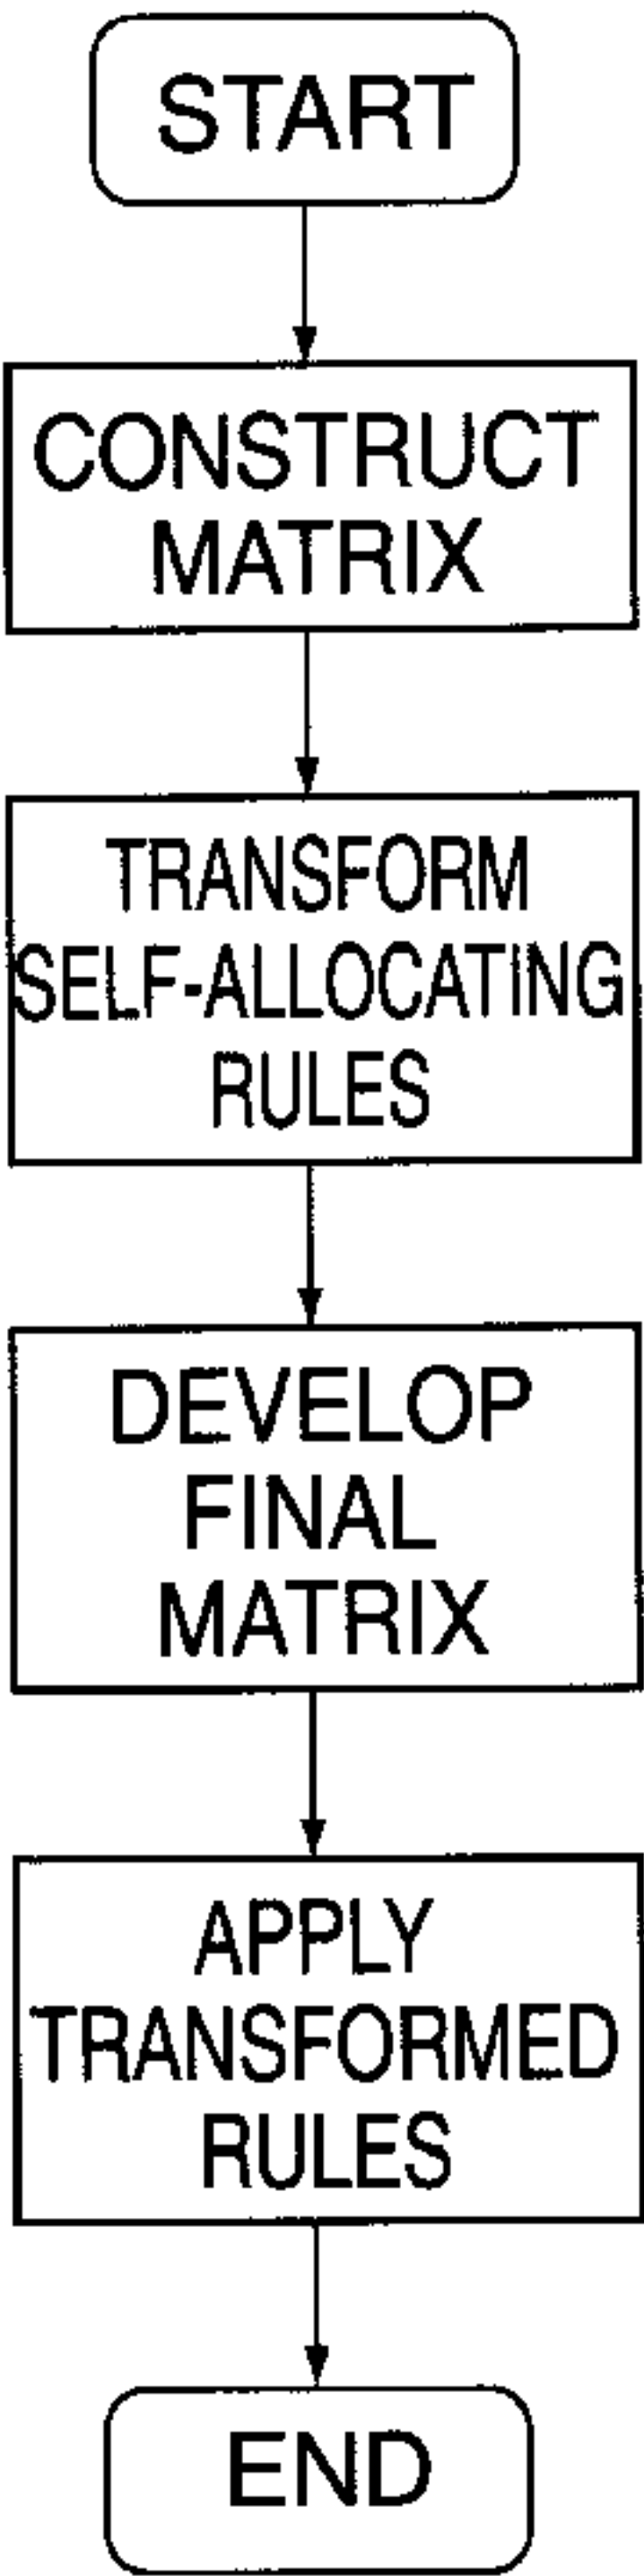 START
CONSTRUCT
MATRIX
TRANSFORM
SELF-ALLOCATING
RULES
DEVELOP
FINAL
MATRIX
APPLY
TRANSFORMED
RULES
END